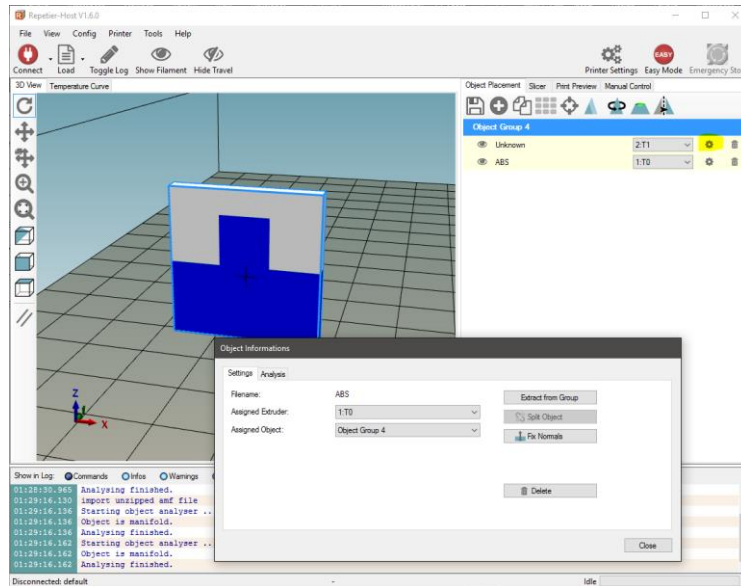 Repetier-Host V1.6.0
File View Config Printer Tools Help
Connect Load Toggle Log Show Filament Hide Travel Printer Settings Easy Mode Emergency Sto
EASY
3D View Temperature Curve
Object Placement Slicer Print Preview Manual Control
Object Group 4
Unknown 2:T1
ABS 1:T0
Z
X
Object Informations
Settings Analysis
Filename: ABS Extract from Group
Assigned Extruder: 1:T0 Split Object
Assigned Object: Object Group 4 Fix Normals
Delete
Close
Show in Log: Commands Infos Warnings
01:28:30.965 Analysing finished.
01:29:16.130 import unzipped amf file
01:29:16.136 Starting object analyser ..
01:29:16.136 Object is manifold.
01:29:16.136 Analysing finished.
01:29:16.162 Starting object analyser ..
01:29:16.162 Object is manifold.
01:29:16.162 Analysing finished.
Disconnected: default - Idle